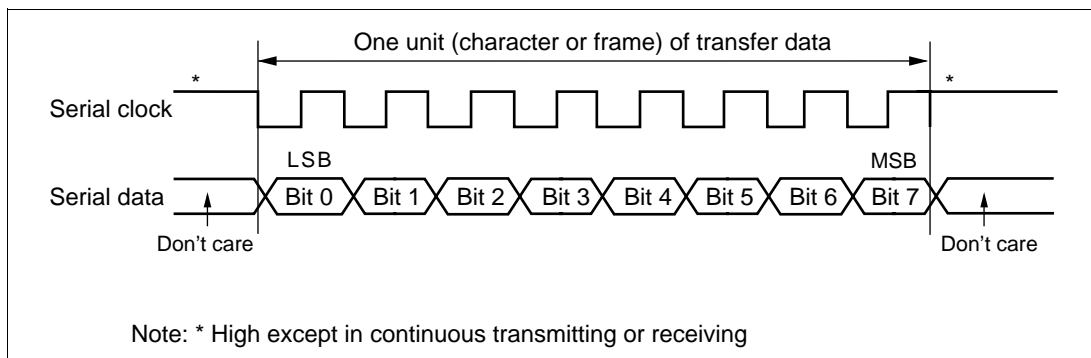 One unit (character or frame) of transfer data
* *
Serial clock
LSB MSB
Serial data Bit 0 Bit 1 Bit 2 Bit 3 Bit 4 Bit 5 Bit 6 Bit 7
Don’t care Don’t care
Note: * High except in continuous transmitting or receiving